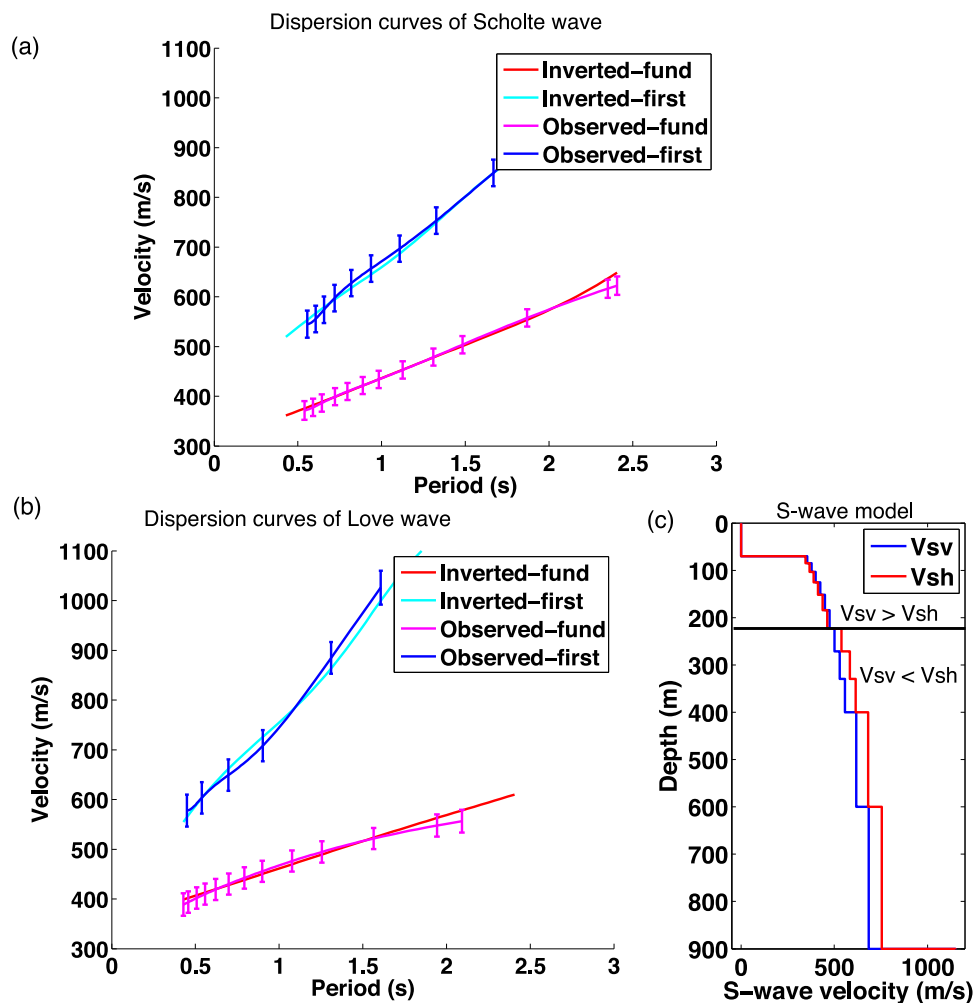 (a)
Dispersion curves of Scholte wave
1100
1000
900
800
700
600
500
400
300
Velocity (m/s)
Inverted−fund
Inverted−first
Observed−fund
Observed−first
0 0.5 1 1.5 2 2.5 3
Period (s)
(b)
Dispersion curves of Love wave
1100
1000
900
800
700
600
500
400
300
Velocity (m/s)
Inverted−fund
Inverted−first
Observed−fund
Observed−first
0 0.5 1 1.5 2 2.5 3
Period (s)
(c)
S-wave model
0
100
200
300
400
500
600
700
800
900
Depth (m)
Vsv
Vsh
Vsv > Vsh
Vsv < Vsh
0 500 1000
S−wave velocity (m/s)